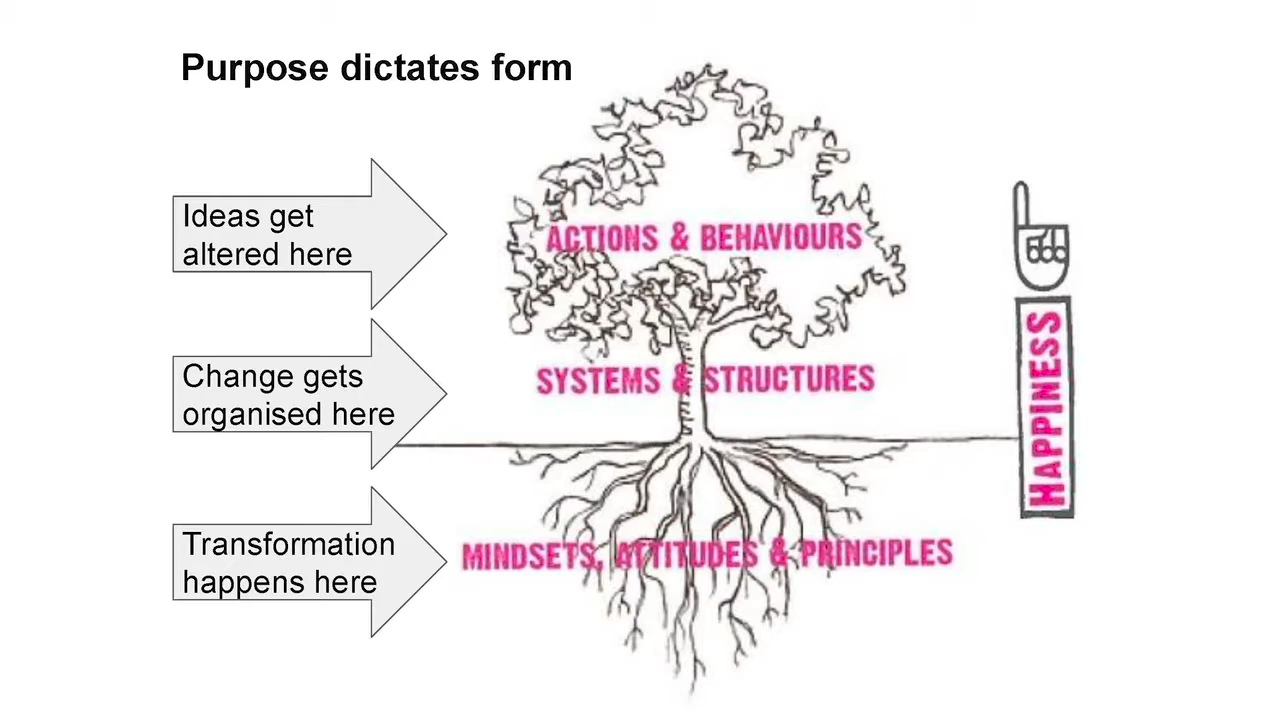 Purpose dictates form
Ideas get
altered here
ACTIONS & BEHAVIOURS
Change gets
organised here
SYSTEMS & STRUCTURES
Transformation
happens here
MINDSETS, ATTITUDES & PRINCIPLES
HAPPINESS